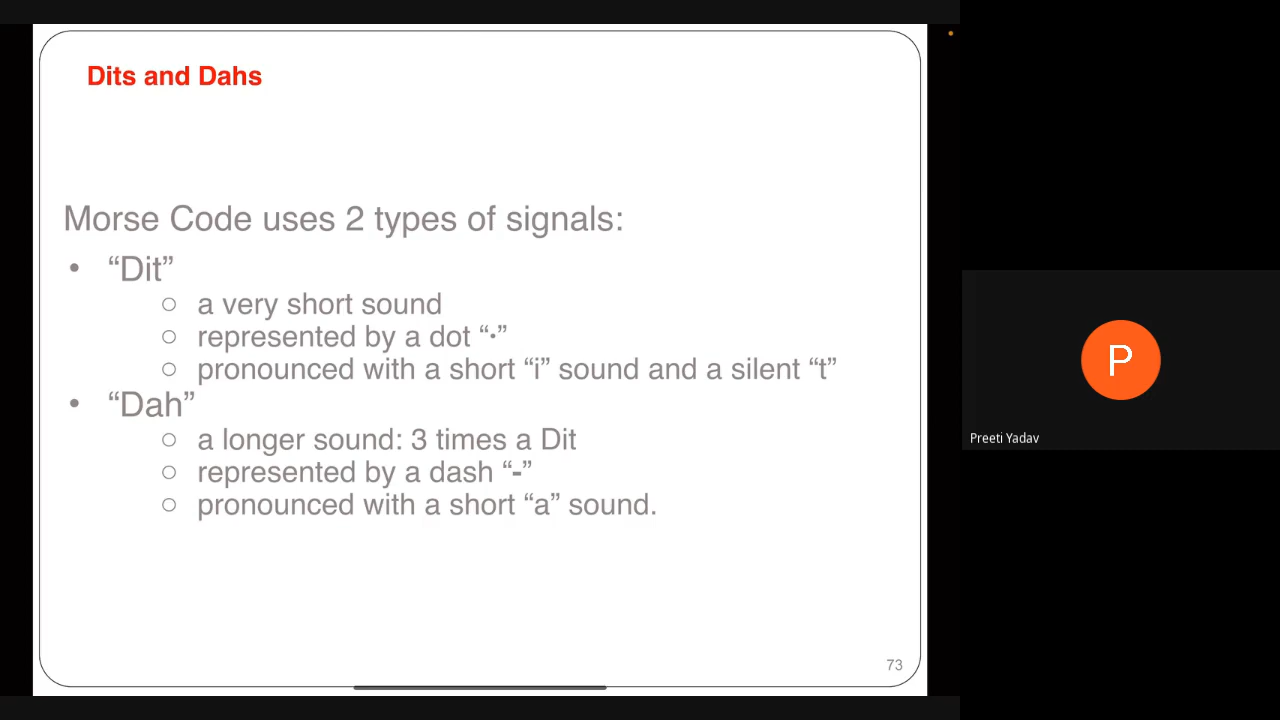 Dits and Dahs
Morse Code uses 2 types of signals:
• “Dit”
○ a very short sound
○ represented by a dot “·”
○ pronounced with a short “i” sound and a silent “t”
• “Dah”
○ a longer sound: 3 times a Dit
○ represented by a dash “-”
○ pronounced with a short “a” sound.
73
P
Preeti Yadav